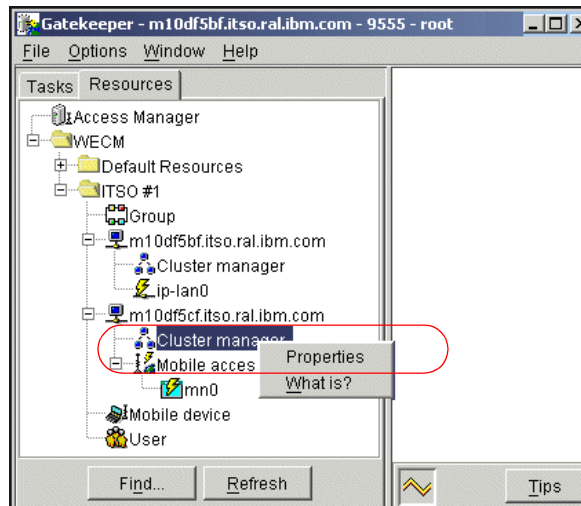 Gatekeeper - m10df5bf.itso.ral.ibm.com - 9555 - root
File Options Window Help
Tasks Resources
Access Manager
WECM
Default Resources
ITSO #1
Group
m10df5bf.itso.ral.ibm.com
Cluster manager
ip-lan0
m10df5cf.itso.ral.ibm.com
Cluster manager
Properties
Mobile acces
What is?
mn0
Mobile device
User
Find... Refresh Tips